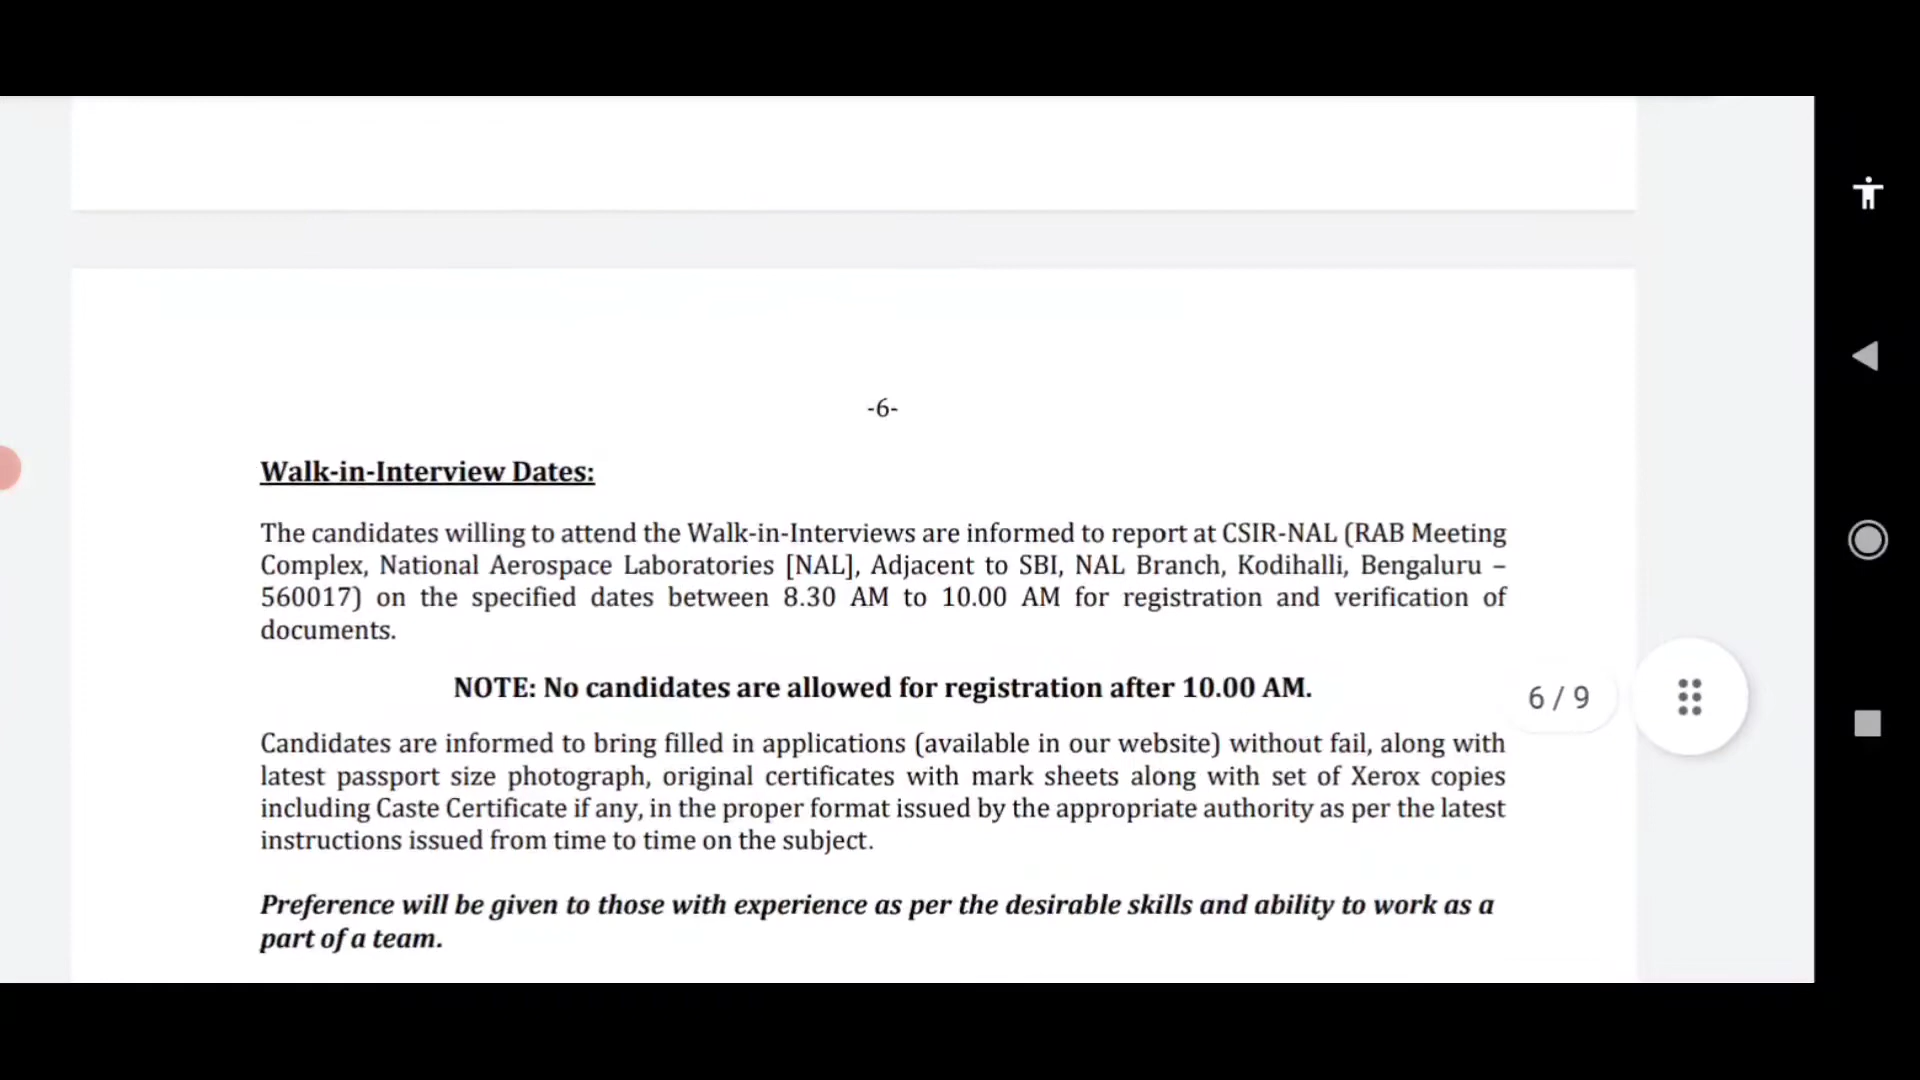 -6-
Walk-in-Interview Dates:
The candidates willing to attend the Walk-in-Interviews are informed to report at CSIR-NAL (RAB Meeting
Complex, National Aerospace Laboratories [NAL], Adjacent to SBI, NAL Branch, Kodihalli, Bengaluru –
560017) on the specified dates between 8.30 AM to 10.00 AM for registration and verification of
documents.
NOTE: No candidates are allowed for registration after 10.00 AM.
6 / 9
Candidates are informed to bring filled in applications (available in our website) without fail, along with
latest passport size photograph, original certificates with mark sheets along with set of Xerox copies
including Caste Certificate if any, in the proper format issued by the appropriate authority as per the latest
instructions issued from time to time on the subject.
Preference will be given to those with experience as per the desirable skills and ability to work as a
part of a team.